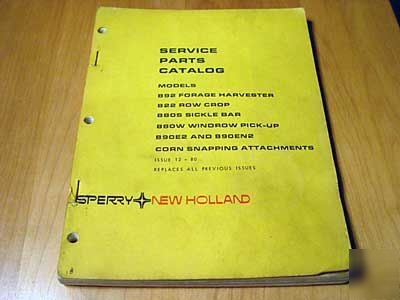 SERVICE
PARTS
CATALOG
MODELS
892 FORAGE HARVESTER
822 ROW CROP
880S SICKLE BAR
880W WINDROW PICK-UP
890E2 AND 890EN2
CORN SNAPPING ATTACHMENTS
ISSUE 12 - 80
REPLACES ALL PREVIOUS ISSUES
SPERRY NEW HOLLAND